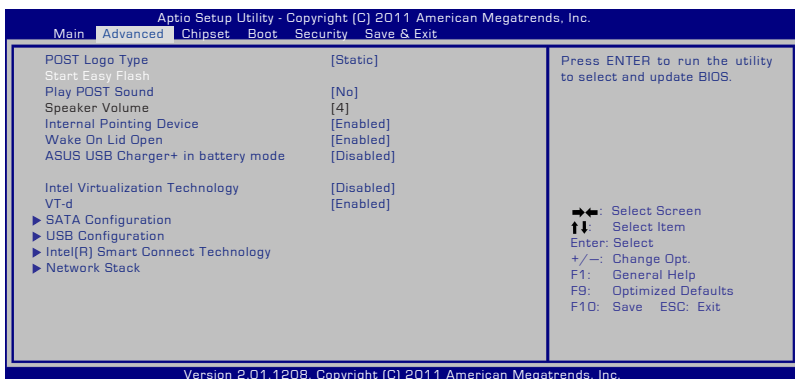 Aptio Setup Utility - Copyright (C) 2011 American Megatrends, Inc.
Main Advanced Chipset Boot Security Save & Exit
POST Logo Type [Static]
Start Easy Flash
Play POST Sound [No]
Speaker Volume [4]
Internal Pointing Device [Enabled]
Wake On Lid Open [Enabled]
ASUS USB Charger+ in battery mode [Disabled]
Intel Virtualization Technology [Disabled]
VT-d [Enabled]
SATA Configuration
USB Configuration
Intel(R) Smart Connect Technology
Network Stack
Press ENTER to run the utility
to select and update BIOS.
: Select Screen
: Select Item
Enter: Select
+/—: Change Opt.
F1: General Help
F9: Optimized Defaults
F10: Save ESC: Exit
Version 2.01.1208. Copyright (C) 2011 American Megatrends, Inc.